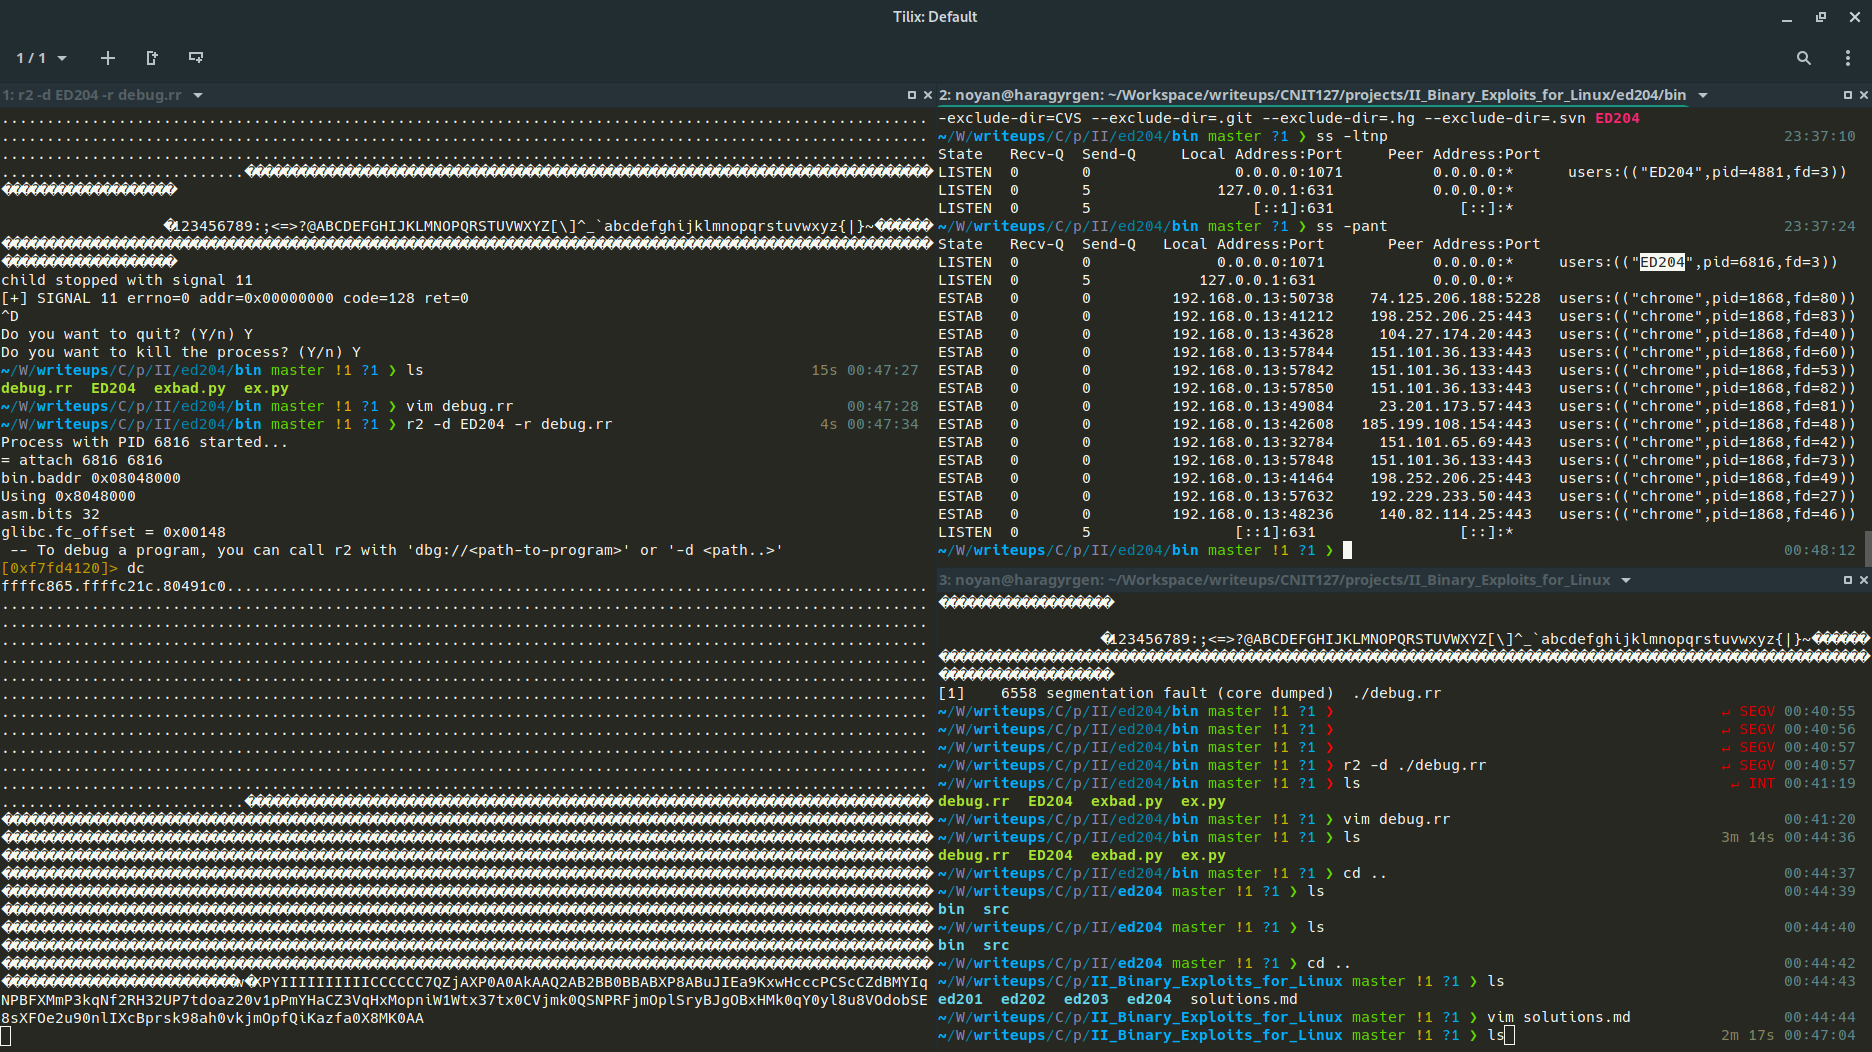 Tilix: Default
1 / 1
1: r2 -d ED204 -r debug.rr
child stopped with signal 11
[+] SIGNAL 11 errno=0 addr=0x00000000 code=128 ret=0
^D
Do you want to quit? (Y/n) Y
Do you want to kill the process? (Y/n) Y
~/W/writeups/C/p/II/ed204/bin master !1 ?1 ❯ ls 15s 00:47:27
debug.rr ED204 exbad.py ex.py
~/W/writeups/C/p/II/ed204/bin master !1 ?1 ❯ vim debug.rr 00:47:28
~/W/writeups/C/p/II/ed204/bin master !1 ?1 ❯ r2 -d ED204 -r debug.rr 4s 00:47:34
Process with PID 6816 started...
= attach 6816 6816
bin.baddr 0x08048000
Using 0x8048000
asm.bits 32
glibc.fc_offset = 0x00148
-- To debug a program, you can call r2 with 'dbg://<path-to-program>' or '-d <path..>'
[0xf7fd4120]> dc
ffffc865.ffffc21c.80491c0
2: noyan@haragyrgen: ~/Workspace/writeups/CNIT127/projects/II_Binary_Exploits_for_Linux/ed204/bin
-exclude-dir=CVS --exclude-dir=.git --exclude-dir=.hg --exclude-dir=.svn ED204
~/W/writeups/C/p/II/ed204/bin master ?1 ❯ ss -ltnp 23:37:10
State Recv-Q Send-Q Local Address:Port Peer Address:Port
LISTEN 0 0 0.0.0.0:1071 0.0.0.0:* users:(("ED204",pid=4881,fd=3))
LISTEN 0 5 127.0.0.1:631 0.0.0.0:*
LISTEN 0 5 [::1]:631 [::]:*
~/W/writeups/C/p/II/ed204/bin master ?1 ❯ ss -pant 23:37:24
State Recv-Q Send-Q Local Address:Port Peer Address:Port
LISTEN 0 0 0.0.0.0:1071 0.0.0.0:* users:(("ED204",pid=6816,fd=3))
LISTEN 0 5 127.0.0.1:631 0.0.0.0:*
ESTAB 0 0 192.168.0.13:50738 74.125.206.188:5228 users:(("chrome",pid=1868,fd=80))
ESTAB 0 0 192.168.0.13:41212 198.252.206.25:443 users:(("chrome",pid=1868,fd=83))
ESTAB 0 0 192.168.0.13:43628 104.27.174.20:443 users:(("chrome",pid=1868,fd=40))
ESTAB 0 0 192.168.0.13:57844 151.101.36.133:443 users:(("chrome",pid=1868,fd=60))
ESTAB 0 0 192.168.0.13:57842 151.101.36.133:443 users:(("chrome",pid=1868,fd=53))
ESTAB 0 0 192.168.0.13:57850 151.101.36.133:443 users:(("chrome",pid=1868,fd=82))
ESTAB 0 0 192.168.0.13:49084 23.201.173.57:443 users:(("chrome",pid=1868,fd=81))
ESTAB 0 0 192.168.0.13:42608 185.199.108.154:443 users:(("chrome",pid=1868,fd=48))
ESTAB 0 0 192.168.0.13:32784 151.101.65.69:443 users:(("chrome",pid=1868,fd=42))
ESTAB 0 0 192.168.0.13:57848 151.101.36.133:443 users:(("chrome",pid=1868,fd=73))
ESTAB 0 0 192.168.0.13:41464 198.252.206.25:443 users:(("chrome",pid=1868,fd=49))
ESTAB 0 0 192.168.0.13:57632 192.229.233.50:443 users:(("chrome",pid=1868,fd=27))
ESTAB 0 0 192.168.0.13:48236 140.82.114.25:443 users:(("chrome",pid=1868,fd=46))
LISTEN 0 5 [::1]:631 [::]:*
~/W/writeups/C/p/II/ed204/bin master !1 ?1 ❯ 00:48:12
3: noyan@haragyrgen: ~/Workspace/writeups/CNIT127/projects/II_Binary_Exploits_for_Linux
123456789:;<=>?@ABCDEFGHIJKLMNOPQRSTUVWXYZ[\]^_`abcdefghijklmnopqrstuvwxyz{|}~
[1] 6558 segmentation fault (core dumped) ./debug.rr
~/W/writeups/C/p/II/ed204/bin master !1 ?1 ❯ ↵ SEGV 00:40:55
~/W/writeups/C/p/II/ed204/bin master !1 ?1 ❯ ↵ SEGV 00:40:56
~/W/writeups/C/p/II/ed204/bin master !1 ?1 ❯ ↵ SEGV 00:40:57
~/W/writeups/C/p/II/ed204/bin master !1 ?1 ❯ r2 -d ./debug.rr ↵ SEGV 00:40:57
~/W/writeups/C/p/II/ed204/bin master !1 ?1 ❯ ls ↵ INT 00:41:19
debug.rr ED204 exbad.py ex.py
~/W/writeups/C/p/II/ed204/bin master !1 ?1 ❯ vim debug.rr 00:41:20
~/W/writeups/C/p/II/ed204/bin master !1 ?1 ❯ ls 3m 14s 00:44:36
debug.rr ED204 exbad.py ex.py
~/W/writeups/C/p/II/ed204/bin master !1 ?1 ❯ cd .. 00:44:37
~/W/writeups/C/p/II/ed204 master !1 ?1 ❯ ls 00:44:39
bin src
~/W/writeups/C/p/II/ed204 master !1 ?1 ❯ ls 00:44:40
bin src
~/W/writeups/C/p/II/ed204 master !1 ?1 ❯ cd .. 00:44:42
~/W/writeups/C/p/II_Binary_Exploits_for_Linux master !1 ?1 ❯ ls 00:44:43
ed201 ed202 ed203 ed204 solutions.md
~/W/writeups/C/p/II_Binary_Exploits_for_Linux master !1 ?1 ❯ vim solutions.md 00:44:44
~/W/writeups/C/p/II_Binary_Exploits_for_Linux master !1 ?1 ❯ ls 2m 17s 00:47:04